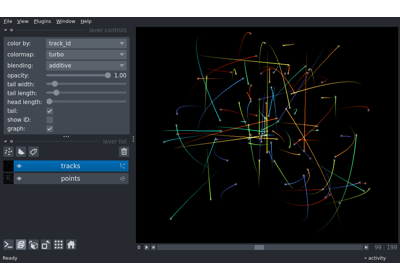 File View Plugins Window Help
layer controls
color by: track_id
colormap: turbo
blending: additive
opacity: 1.00
tail width:
tail length:
head length:
tail:
show ID:
graph:
layer list
tracks
points
99 199
Ready
activity